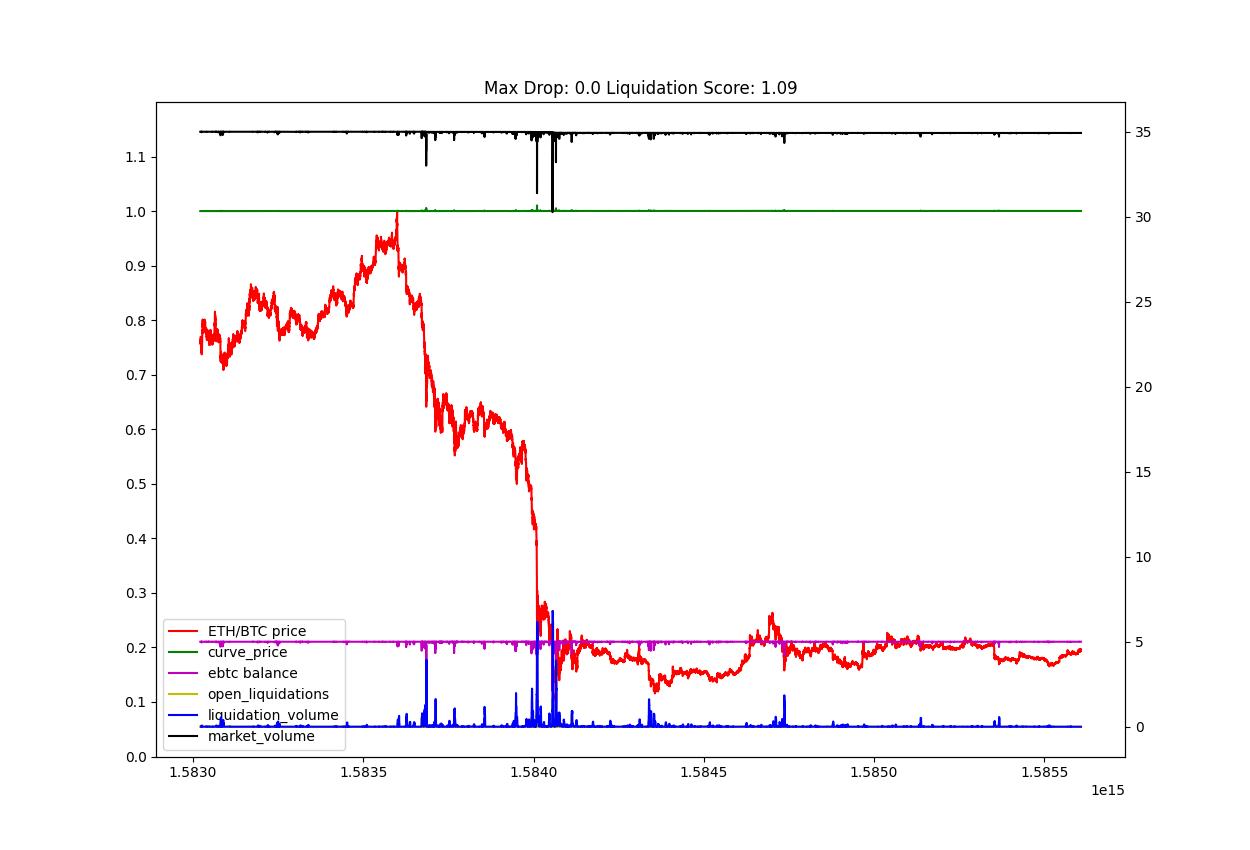 Max Drop: 0.0 Liquidation Score: 1.09
1.1
1.0
0.9
0.8
0.7
0.6
0.5
0.4
0.3
0.2
0.1
0.0
35
30
25
20
15
10
5
0
ETH/BTC price
curve_price
ebtc balance
open_liquidations
liquidation_volume
market_volume
1.5830 1.5835 1.5840 1.5845 1.5850 1.5855
1e15